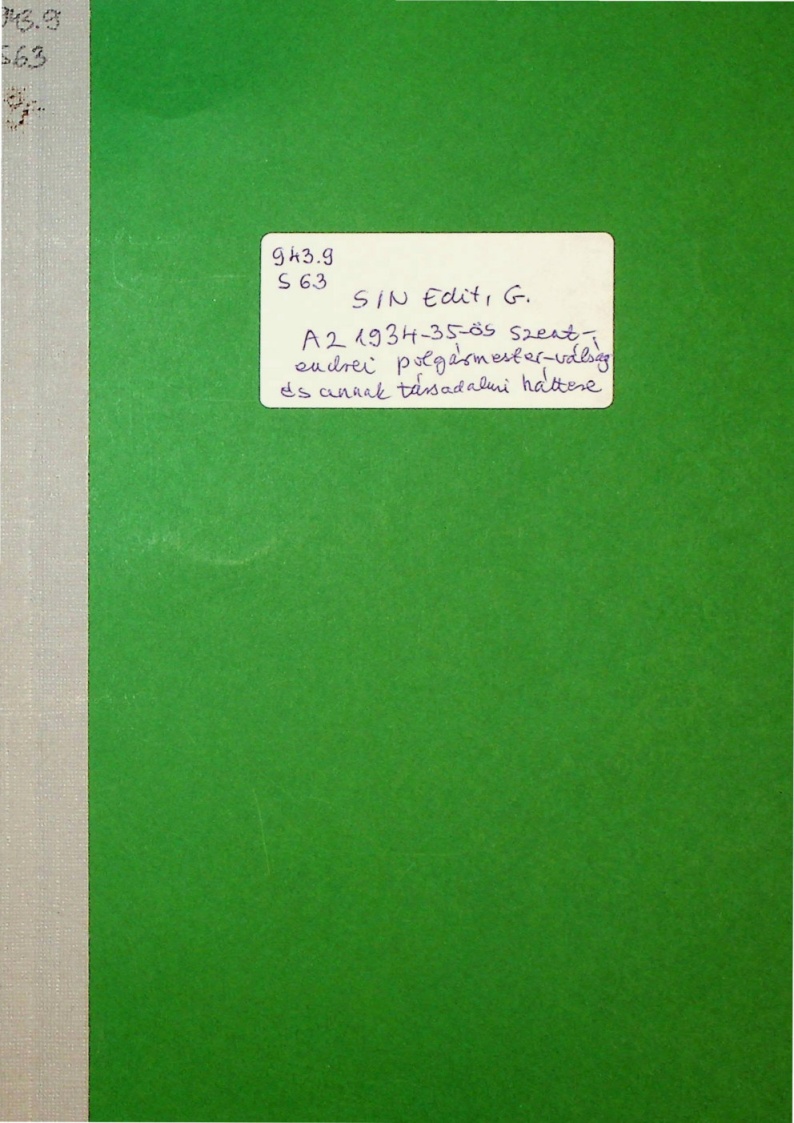 943.9
S63
943.9
S 63
SIN Edit, G.
Az 1934-35-ös Szent-
endrei polgármester-válság
és annak társadalmi háttere